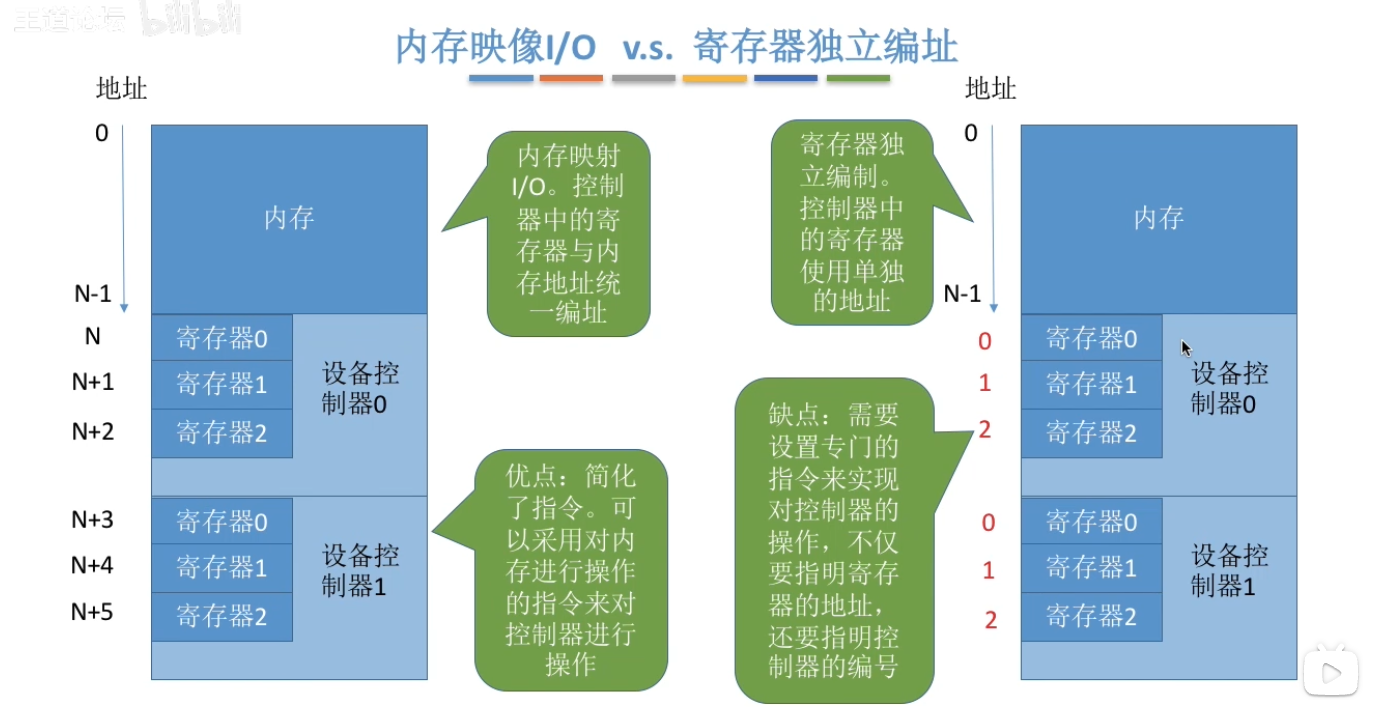 王道论坛 bilibili
内存映像I/O v.s. 寄存器独立编址
地址
0
N-1
N
N+1
N+2
N+3
N+4
N+5
内存
寄存器0
寄存器1
寄存器2
设备控
制器0
寄存器0
寄存器1
寄存器2
设备控
制器1
内存映射
I/O。控制
器中的寄
存器与内
存地址统
一编址
优点：简化
了指令。可
以采用对内
存进行操作
的指令来对
控制器进行
操作
寄存器独
立编制。
控制器中
的寄存器
使用单独
的地址
缺点：需要
设置专门的
指令来实现
对控制器的
操作，不仅
要指明寄存
器的地址，
还要指明控
制器的编号
地址
0
N-1
0
1
2
0
1
2
内存
寄存器0
寄存器1
寄存器2
设备控
制器0
寄存器0
寄存器1
寄存器2
设备控
制器1